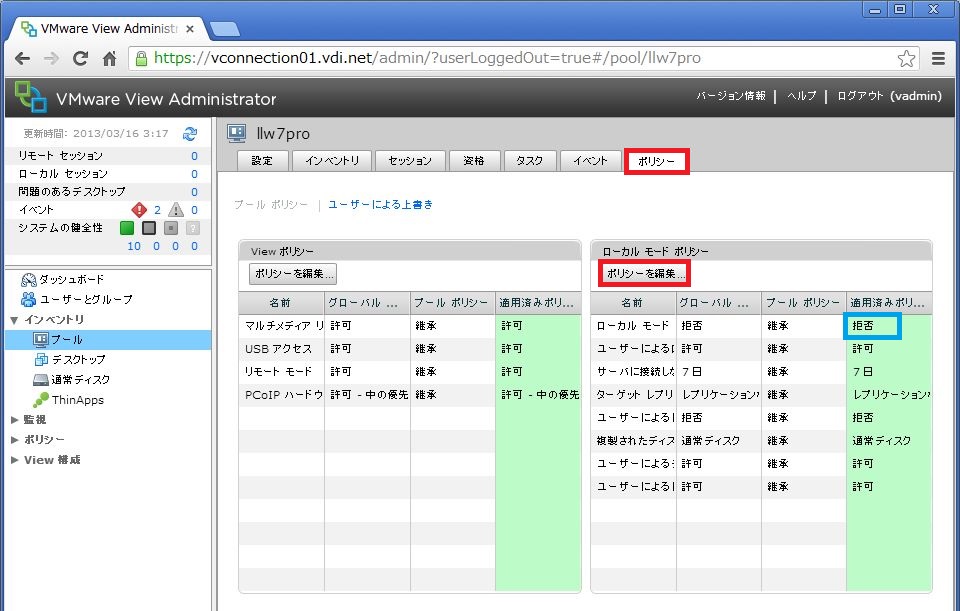 VMware View Administr
https://vconnection01.vdi.net/admin/?userLoggedOut=true#/pool/llw7pro
VMware View Administrator
バージョン情報 | ヘルプ | ログアウト (vadmin)
更新時間: 2013/03/16 3:17
リモート セッション 0
ローカル セッション 0
問題のあるデスクトップ 0
イベント 2 0
システムの健全性 ?
10 0 0 0
ダッシュボード
ユーザーとグループ
インベントリ
プール
デスクトップ
通常ディスク
ThinApps
監視
ポリシー
View 構成
llw7pro
設定 インベントリ セッション 資格 タスク イベント ポリシー
プール ポリシー | ユーザーによる上書き
View ポリシー
ポリシーを編集...
名前 グローバル ... プール ポリシー 適用済みポリ...
マルチメディア リ 許可 継承 許可
USB アクセス 許可 継承 許可
リモート モード 許可 継承 許可
PCoIP ハードウ 許可 - 中の優先 継承 許可 - 中の優先
ローカル モード ポリシー
ポリシーを編集...
名前 グローバル ... プール ポリシー 適用済みポリ...
ローカル モード 拒否 継承 拒否
ユーザーによる 許可 継承 許可
サーバに接続し 7 日 継承 7 日
ターゲット レプリ レプリケーション 継承 レプリケーション
ユーザーによる 拒否 継承 拒否
複製されたディス 通常ディスク 継承 通常ディスク
ユーザーによる 許可 継承 許可
ユーザーによる 許可 継承 許可